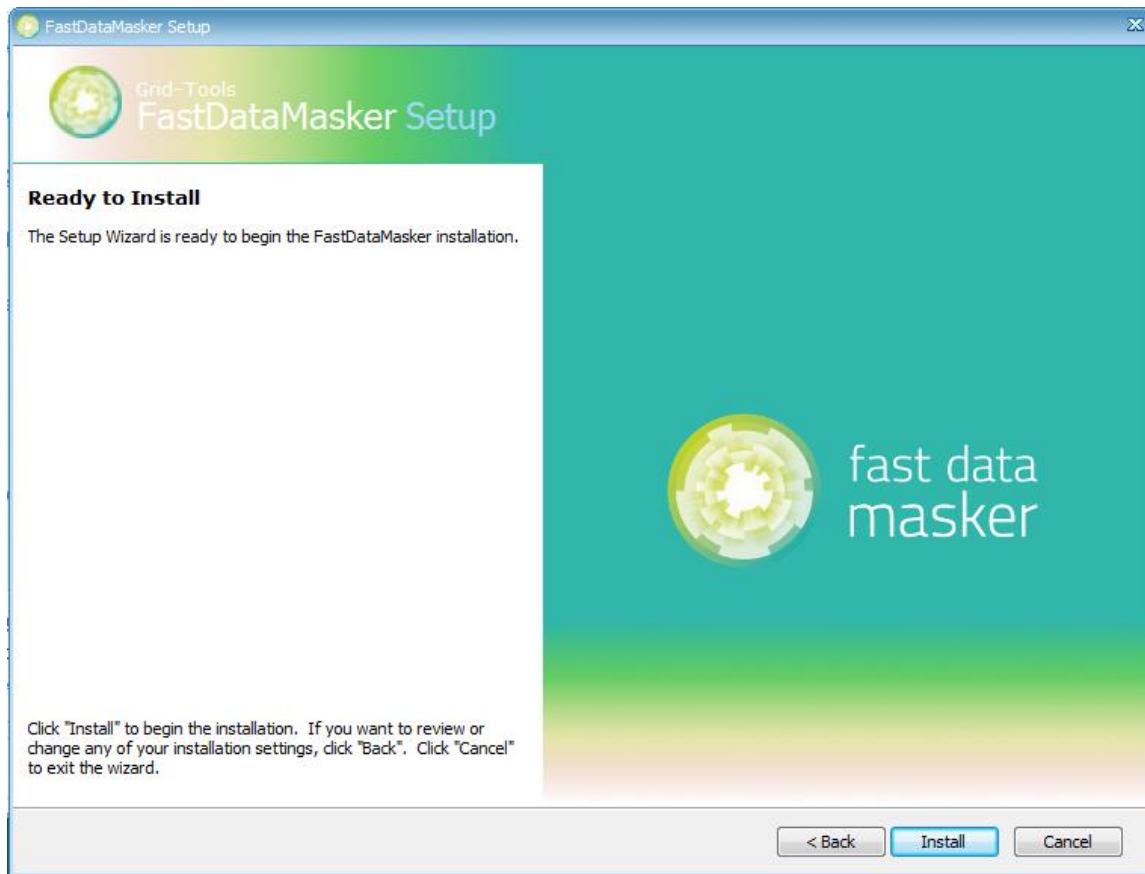 FastDataMasker Setup
Grid-Tools
FastDataMasker Setup
Ready to Install
The Setup Wizard is ready to begin the FastDataMasker installation.
fast data
masker
Click "Install" to begin the installation.  If you want to review or
change any of your installation settings, click "Back".  Click "Cancel"
to exit the wizard.
< Back
Install
Cancel